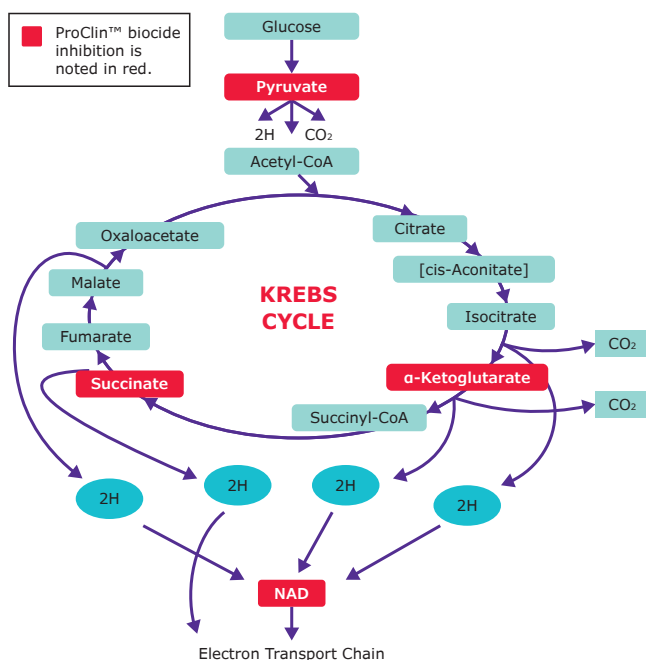 ProClin™ biocide
inhibition is
noted in red.
Glucose
Pyruvate
2H
CO₂
Acetyl-CoA
Oxaloacetate
Citrate
[cis-Aconitate]
Malate
KREBS
CYCLE
Isocitrate
Fumarate
CO₂
Succinate
α-Ketoglutarate
CO₂
Succinyl-CoA
2H
2H
2H
2H
NAD
Electron Transport Chain